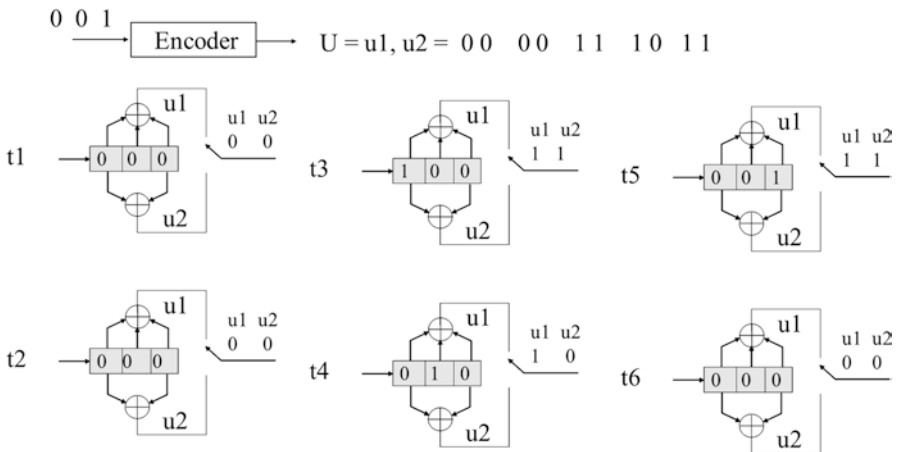 0 0 1
Encoder
U = u1, u2 = 0 0 0 0 1 1 1 0 1 1
t1
0 0 0
u1
u2
u1 u2
0 0
t3
1 0 0
u1
u2
u1 u2
1 1
t5
0 0 1
u1
u2
u1 u2
1 1
t2
0 0 0
u1
u2
u1 u2
0 0
t4
0 1 0
u1
u2
u1 u2
1 0
t6
0 0 0
u1
u2
u1 u2
0 0